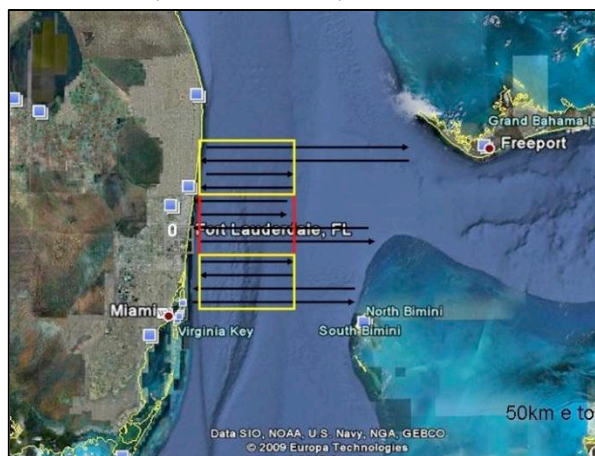 Grand Bahama Is
Freeport
0 Fort Lauderdale, FL
Miami
Virginia Key
North Bimini
South Bimini
50km e to
Data SIO, NOAA, U.S. Navy, NGA, GEBCO
© 2009 Europa Technologies